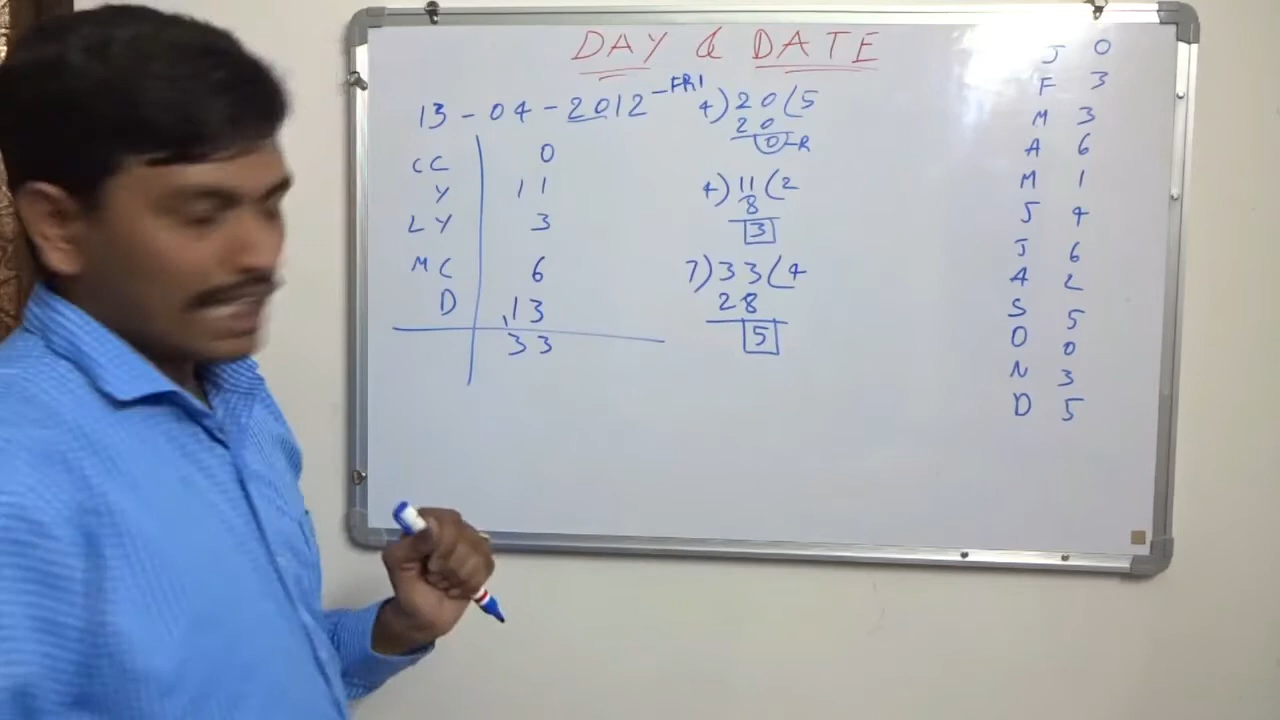 DAY & DATE
13 - 04 - 2012 - FRI
CC 0
Y 11
LY 3
MC 6
D 13
33
4)20(5
20
0 - R
4)11(2
8
3
7)33(4
28
5
J 0
F 3
M 3
A 6
M 1
J 4
J 6
A 2
S 5
O 0
N 3
D 5